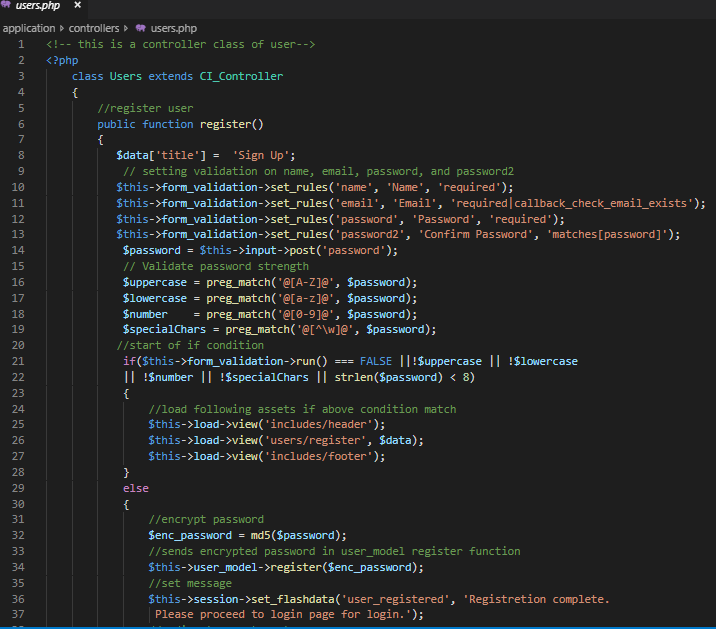 users.php ×
application > controllers > users.php
1 <!-- this is a controller class of user-->
2 <?php
3 class Users extends CI_Controller
4 {
5 //register user
6 public function register()
7 {
8 $data['title'] = 'Sign Up';
9 // setting validation on name, email, password, and password2
10 $this->form_validation->set_rules('name', 'Name', 'required');
11 $this->form_validation->set_rules('email', 'Email', 'required|callback_check_email_exists');
12 $this->form_validation->set_rules('password', 'Password', 'required');
13 $this->form_validation->set_rules('password2', 'Confirm Password', 'matches[password]');
14 $password = $this->input->post('password');
15 // Validate password strength
16 $uppercase = preg_match('@[A-Z]@', $password);
17 $lowercase = preg_match('@[a-z]@', $password);
18 $number    = preg_match('@[0-9]@', $password);
19 $specialChars = preg_match('@[^\w]@', $password);
20 //start of if condition
21 if($this->form_validation->run() === FALSE ||!$uppercase || !$lowercase
22 || !$number || !$specialChars || strlen($password) < 8)
23 {
24 //load following assets if above condition match
25 $this->load->view('includes/header');
26 $this->load->view('users/register', $data);
27 $this->load->view('includes/footer');
28 }
29 else
30 {
31 //encrypt password
32 $enc_password = md5($password);
33 //sends encrypted password in user_model register function
34 $this->user_model->register($enc_password);
35 //set message
36 $this->session->set_flashdata('user_registered', 'Registretion complete.
37 Please proceed to login page for login.');